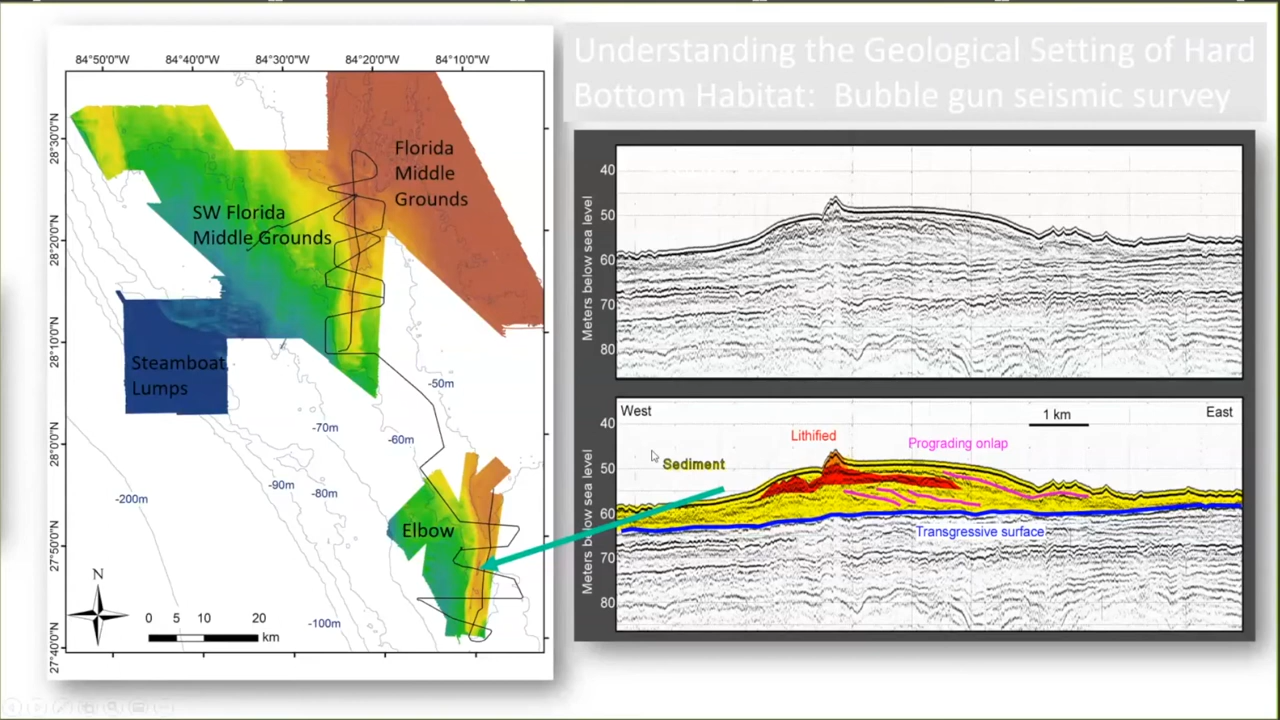 Understanding the Geological Setting of Hard
Bottom Habitat: Bubble gun seismic survey
84°50'0"W 84°40'0"W 84°30'0"W 84°20'0"W 84°10'0"W
28°30'0"N
28°20'0"N
28°10'0"N
28°0'0"N
27°50'0"N
27°40'0"N
Florida
Middle
Grounds
SW Florida
Middle Grounds
Steamboat
Lumps
Elbow
-50m
-60m
-70m
-80m
-90m
-100m
-200m
N
0 5 10 20
km
Meters below sea level
40
50
60
70
80
West
East
1 km
Lithified
Prograding onlap
Sediment
Transgressive surface
Meters below sea level
40
50
60
70
80